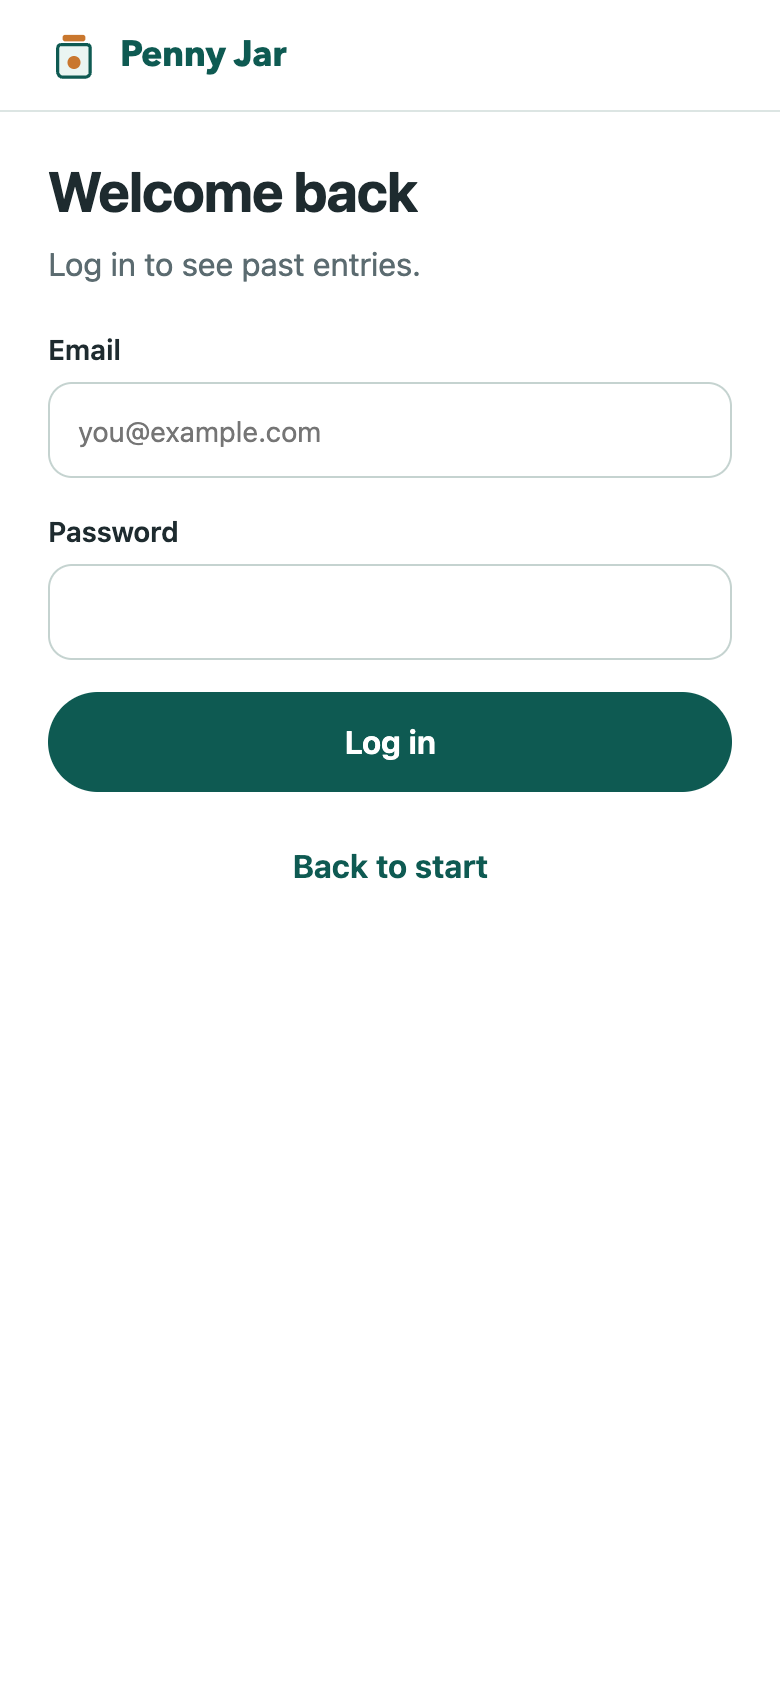 Penny Jar
Welcome back
Log in to see past entries.
Email
you@example.com
Password
Log in
Back to start